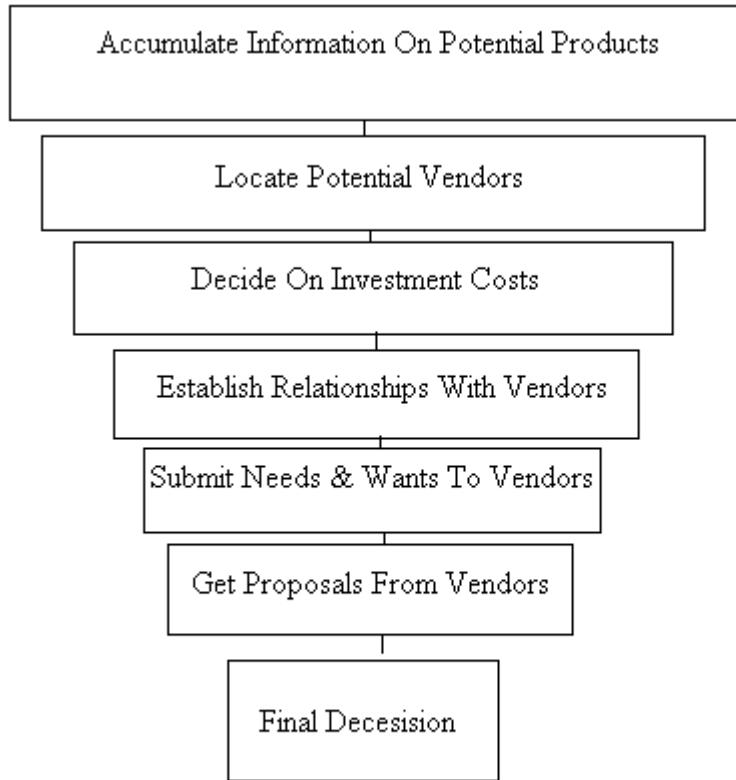 Accumulate Information On Potential Products
Locate Potential Vendors
Decide On Investment Costs
Establish Relationships With Vendors
Submit Needs & Wants To Vendors
Get Proposals From Vendors
Final Decesision